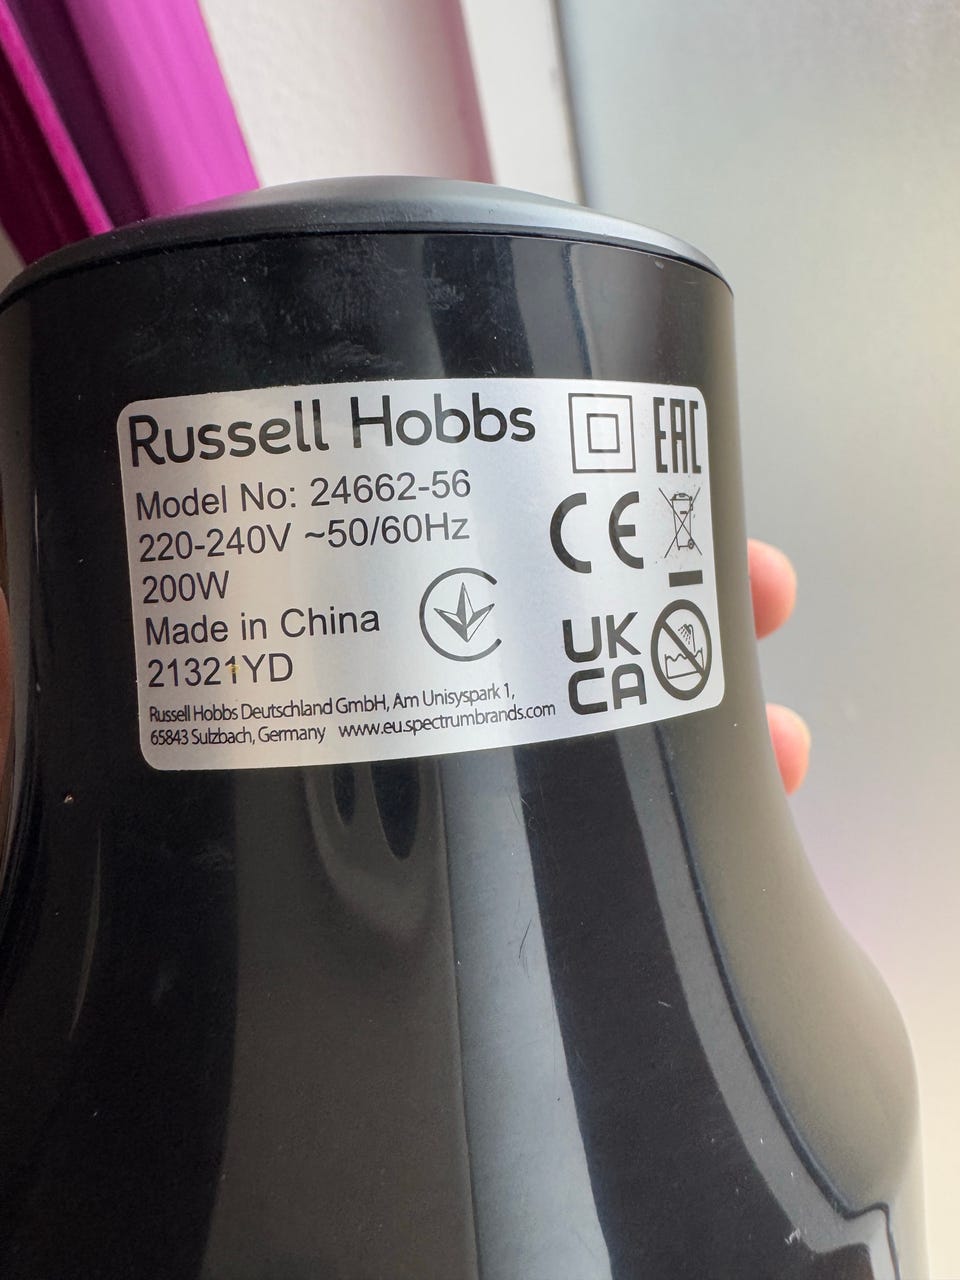 Russell Hobbs
Model No: 24662-56
220-240V ~50/60Hz
200W
Made in China
21321YD
Russell Hobbs Deutschland GmbH, Am Unisyspark 1,
65843 Sulzbach, Germany www.eu.spectrumbrands.com
EAC
CE
UK
CA